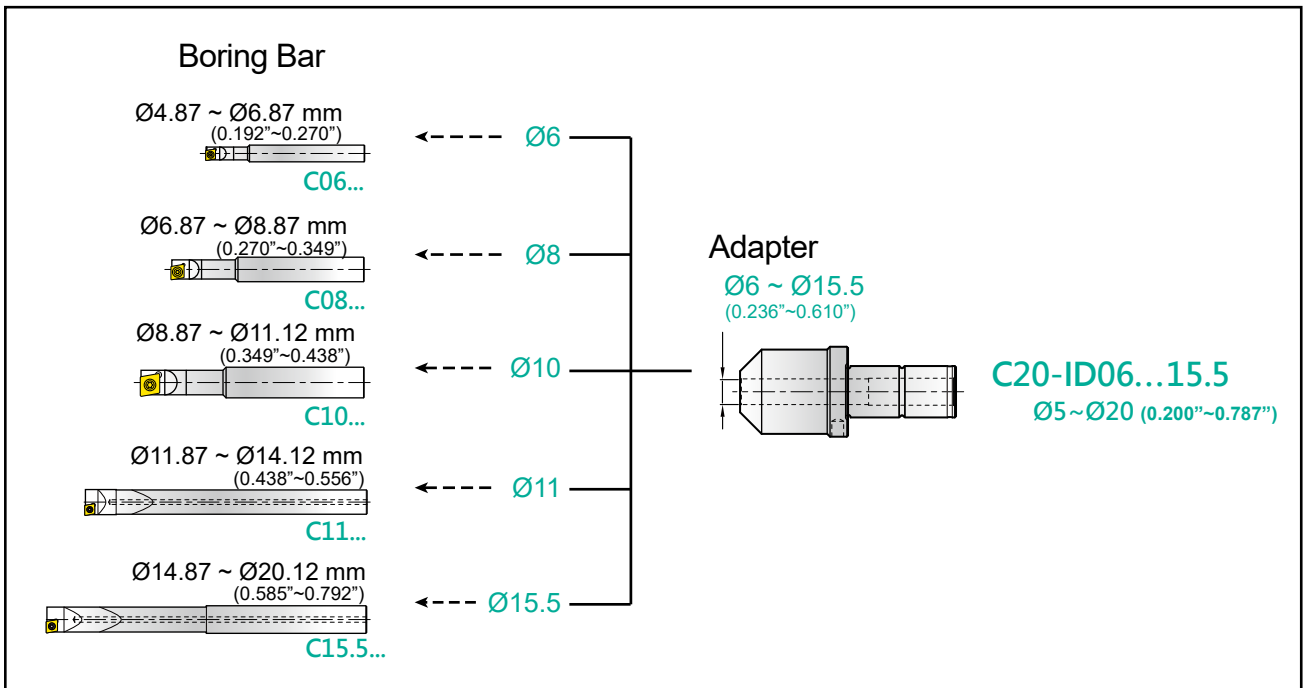 Boring Bar
Ø4.87 ~ Ø6.87 mm
(0.192”~0.270”)
C06...
Ø6
Ø6.87 ~ Ø8.87 mm
(0.270”~0.349”)
C08...
Ø8
Ø8.87 ~ Ø11.12 mm
(0.349”~0.438”)
C10...
Ø10
Ø11.87 ~ Ø14.12 mm
(0.438”~0.556”)
C11...
Ø11
Ø14.87 ~ Ø20.12 mm
(0.585”~0.792”)
C15.5...
Ø15.5
Adapter
Ø6 ~ Ø15.5
(0.236”~0.610”)
C20-ID06...15.5
Ø5~Ø20 (0.200”~0.787”)